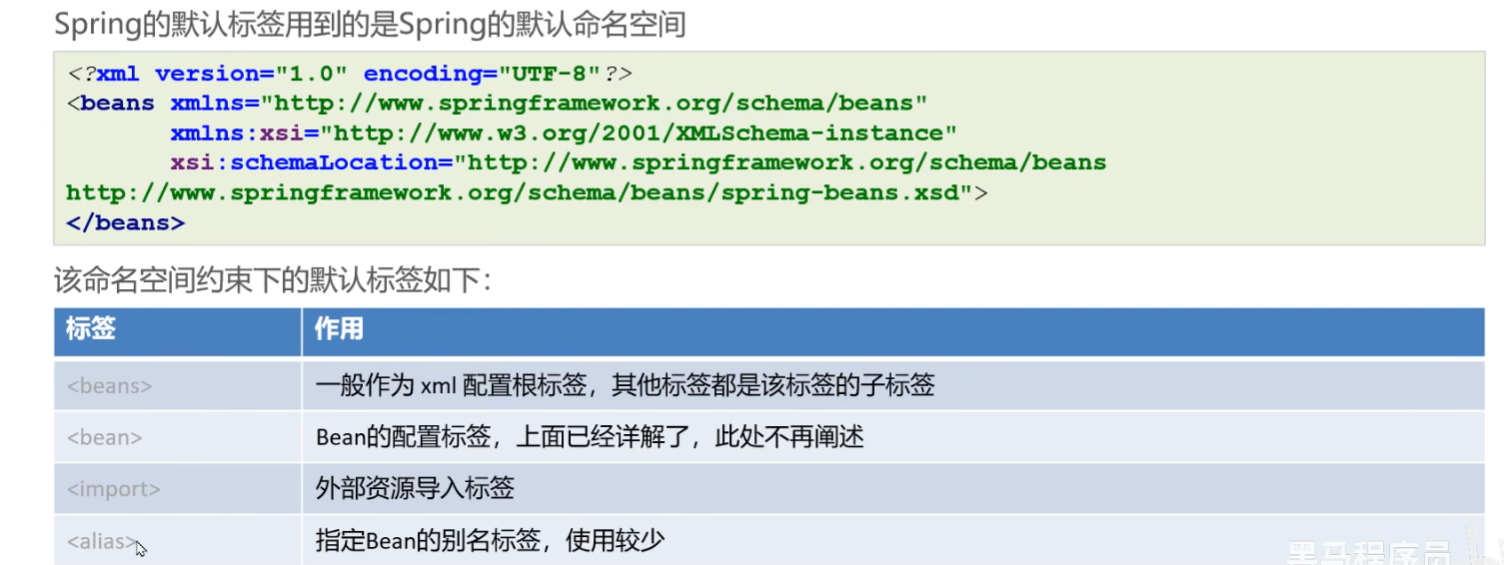 Spring的默认标签用到的是Spring的默认命名空间
<?xml version="1.0" encoding="UTF-8"?>
<beans xmlns="http://www.springframework.org/schema/beans"
xmlns:xsi="http://www.w3.org/2001/XMLSchema-instance"
xsi:schemaLocation="http://www.springframework.org/schema/beans
http://www.springframework.org/schema/beans/spring-beans.xsd">
</beans>
该命名空间约束下的默认标签如下：
标签 作用
<beans> 一般作为 xml 配置根标签，其他标签都是该标签的子标签
<bean> Bean的配置标签，上面已经详解了，此处不再阐述
<import> 外部资源导入标签
<alias> 指定Bean的别名标签，使用较少
黑马程序员